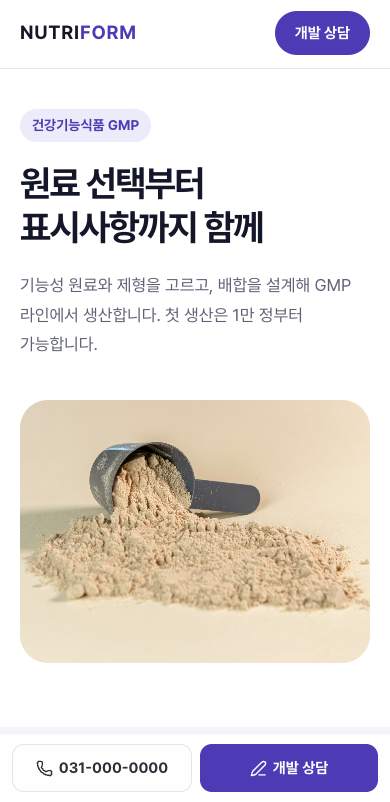 NUTRIFORM
개발 상담
건강기능식품 GMP
원료 선택부터
표시사항까지 함께
기능성 원료와 제형을 고르고, 배합을 설계해 GMP
라인에서 생산합니다. 첫 생산은 1만 정부터
가능합니다.
031-000-0000
개발 상담